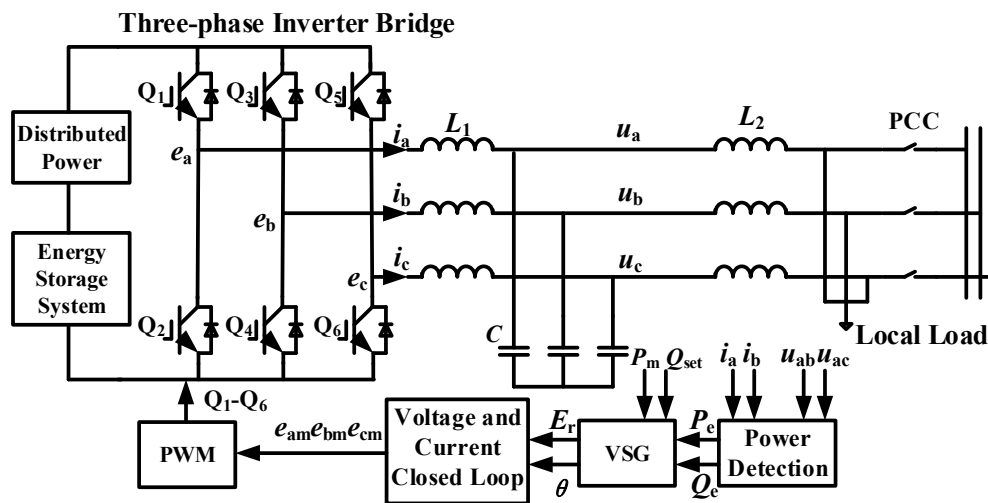 Three-phase Inverter Bridge
Q1 Q3 Q5
Distributed
Power
ea
ia L1 ua L2 PCC
ib ub
eb
Energy
Storage
System
ic uc
ec
Q2 Q4 Q6
C
Local Load
Pm Qset ia ib uab uac
Q1-Q6
PWM
eam ebm ecm
Voltage and
Current
Closed Loop
Er
θ
VSG
Pe
Qe
Power
Detection